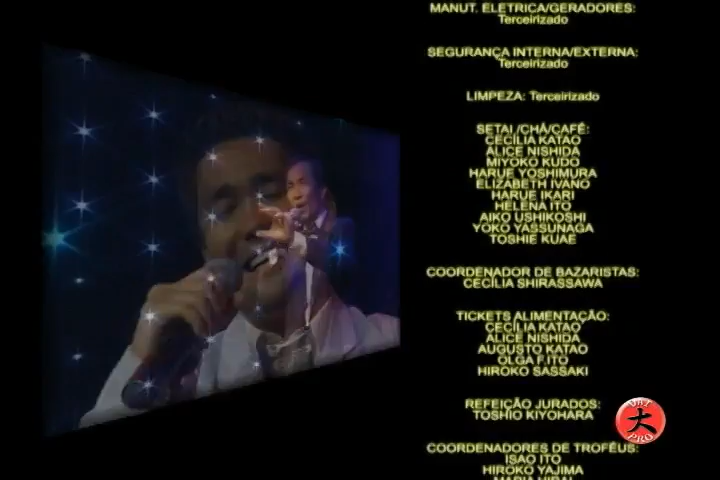 MANUT. ELETRICA/GERADORES:
Terceirizado
SEGURANÇA INTERNA/EXTERNA:
Terceirizado
LIMPEZA: Terceirizado
SETAI /CHÁ/CAFÉ:
CECÍLIA KATAO
ALICE NISHIDA
MIYOKO KUDO
HARUE YOSHIMURA
ELIZABETH IVANO
HARUE IKARI
HELENA ITO
AIKO USHIKOSHI
YOKO YASSUNAGA
TOSHIE KUAE
COORDENADOR DE BAZARISTAS:
CECÍLIA SHIRASSAWA
TICKETS ALIMENTAÇÃO:
CECÍLIA KATAO
ALICE NISHIDA
AUGUSTO KATAO
OLGA F.ITO
HIROKO SASSAKI
REFEIÇÃO JURADOS:
TOSHIO KIYOHARA
大
PRO
COORDENADORES DE TROFÉUS:
ISAO ITO
HIROKO YAJIMA